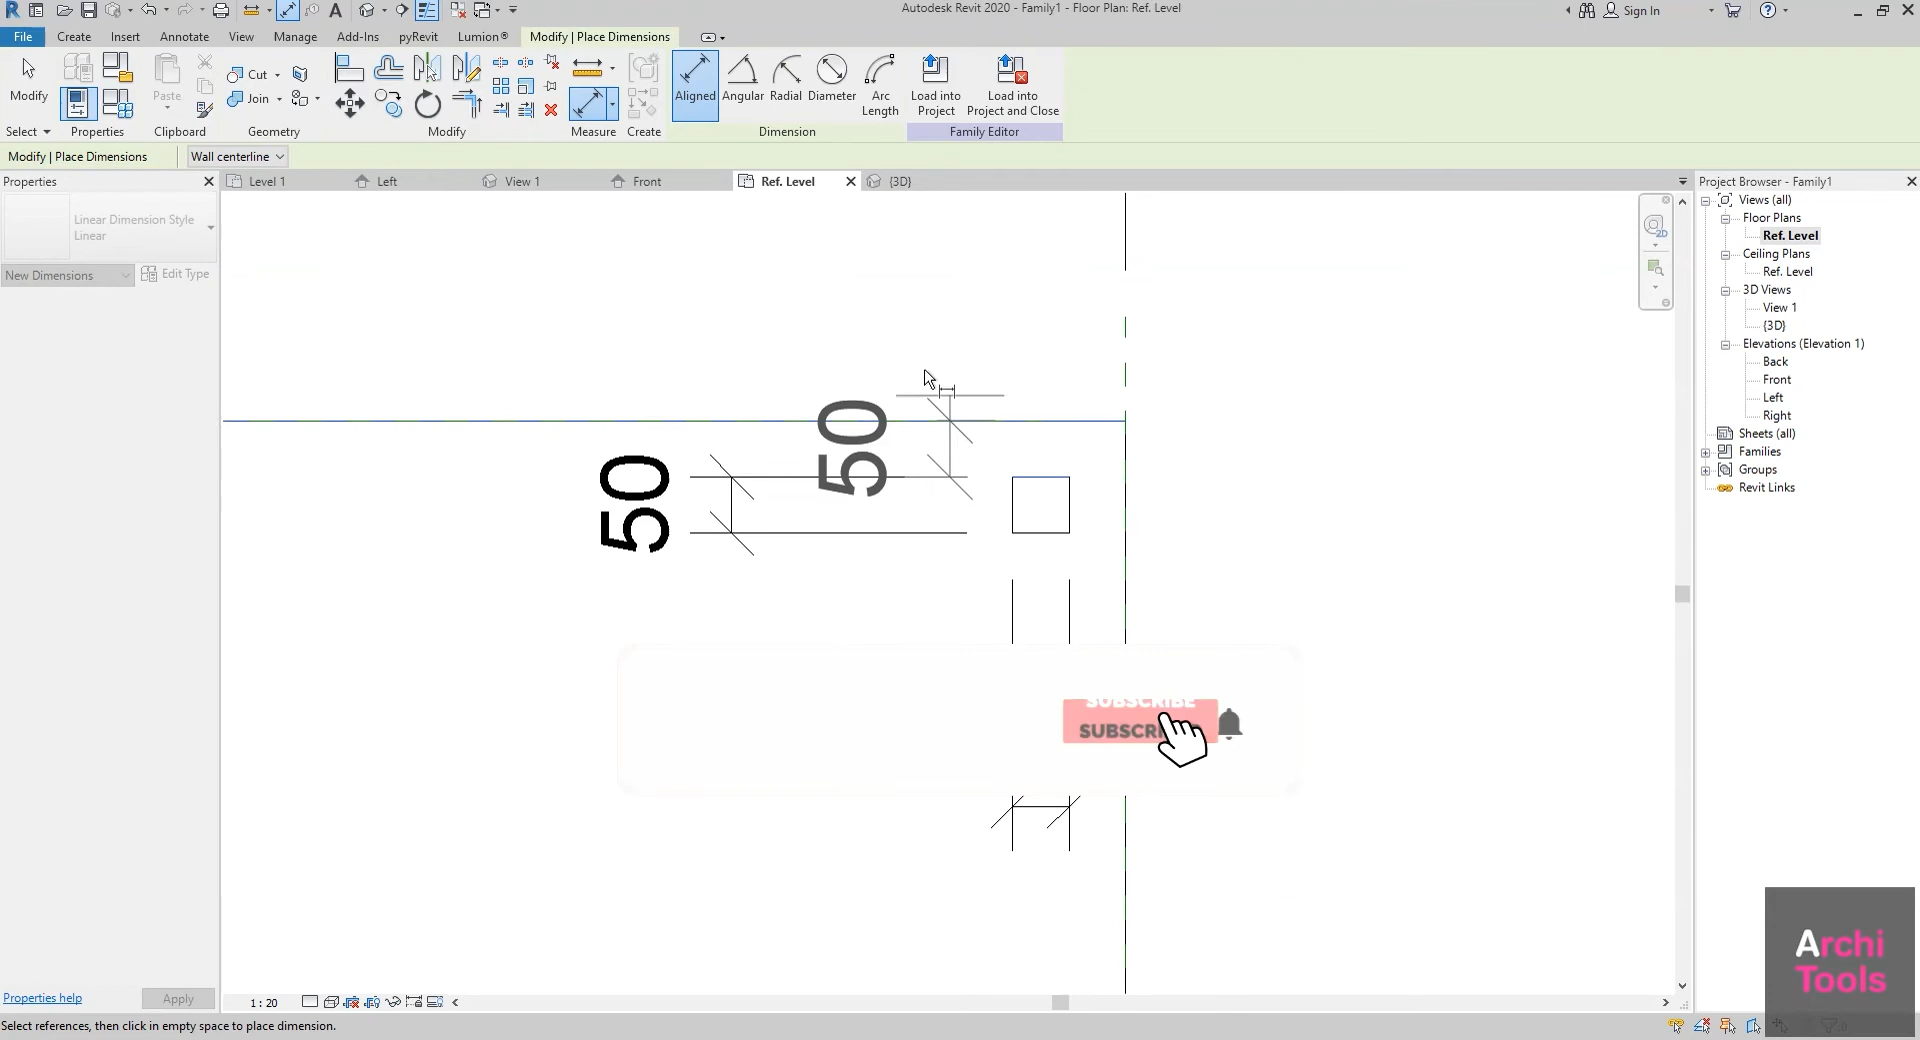 Autodesk Revit 2020 - Family1 - Floor Plan: Ref. Level
Sign In
File
Create
Insert
Annotate
View
Manage
Add-Ins
pyRevit
Lumion®
Modify | Place Dimensions
Modify
Paste
Cut
Join
Aligned
Angular
Radial
Diameter
Arc
Length
Load into
Project
Load into
Project and Close
Select
Properties
Clipboard
Geometry
Modify
Measure
Create
Dimension
Family Editor
Modify | Place Dimensions
Wall centerline
Properties
Level 1
Left
View 1
Front
Ref. Level
{3D}
Project Browser - Family1
Linear Dimension Style
Linear
New Dimensions
Edit Type
2D
Views (all)
Floor Plans
Ref. Level
Ceiling Plans
Ref. Level
3D Views
View 1
{3D}
Elevations (Elevation 1)
Back
Front
Left
Right
Sheets (all)
Families
Groups
Revit Links
50
50
SUBSCRIBE
Archi
Tools
Properties help
Apply
1 : 20
Select references, then click in empty space to place dimension.